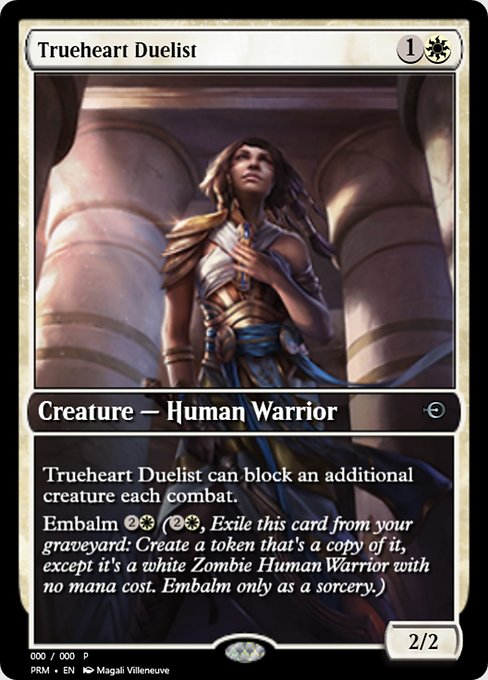 Trueheart Duelist 1
Creature — Human Warrior
Trueheart Duelist can block an additional
creature each combat.
Embalm 2 (2, Exile this card from your
graveyard: Create a token that's a copy of it,
except it's a white Zombie Human Warrior with
no mana cost. Embalm only as a sorcery.)
2/2
000 / 000 P
PRM • EN Magali Villeneuve